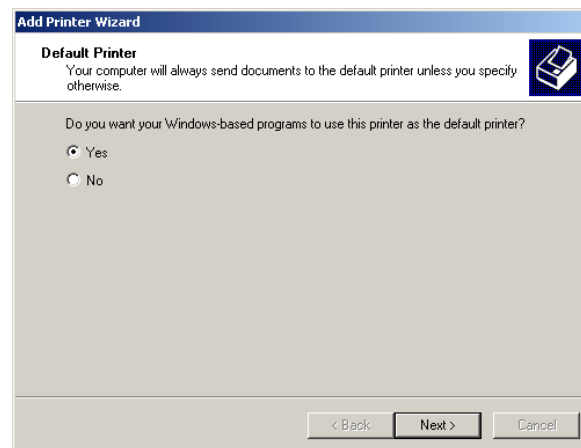 Add Printer Wizard
Default Printer
Your computer will always send documents to the default printer unless you specify
otherwise.
Do you want your Windows-based programs to use this printer as the default printer?
Yes
No
< Back Next > Cancel